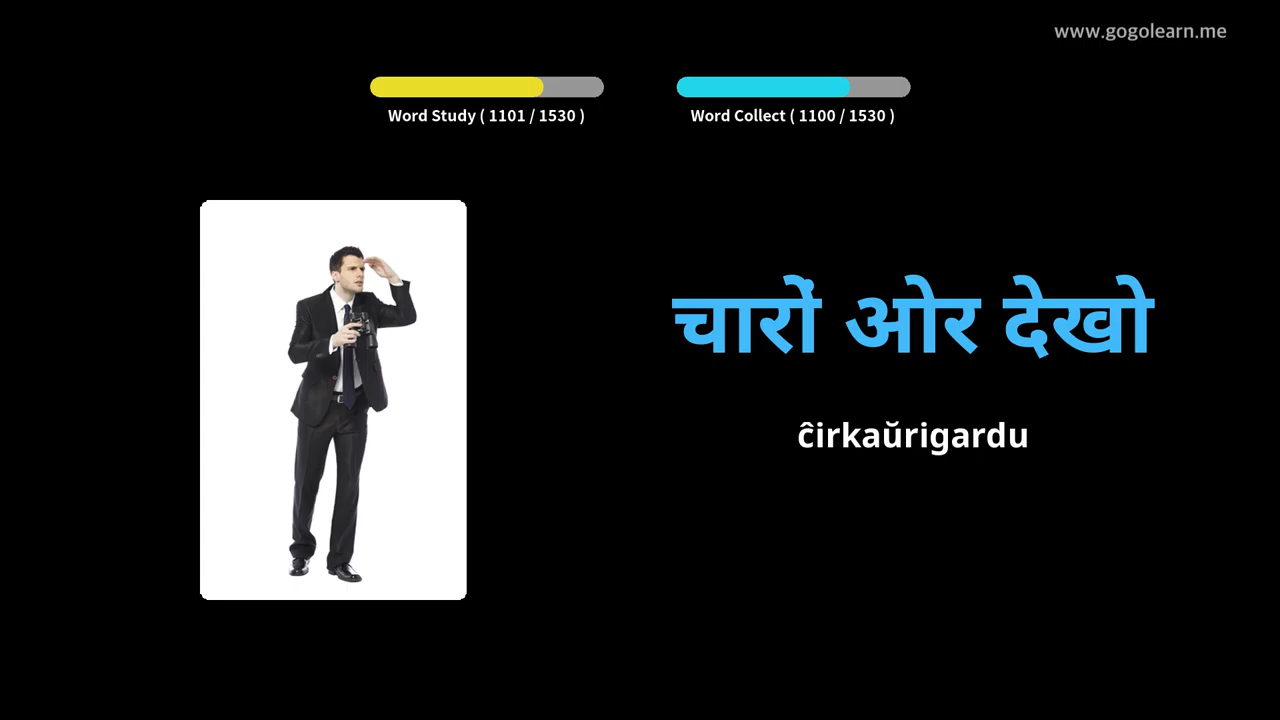 www.gogolearn.me
Word Study ( 1101 / 1530 )
Word Collect ( 1100 / 1530 )
चारों ओर देखो
ĉirkaŭrigardu